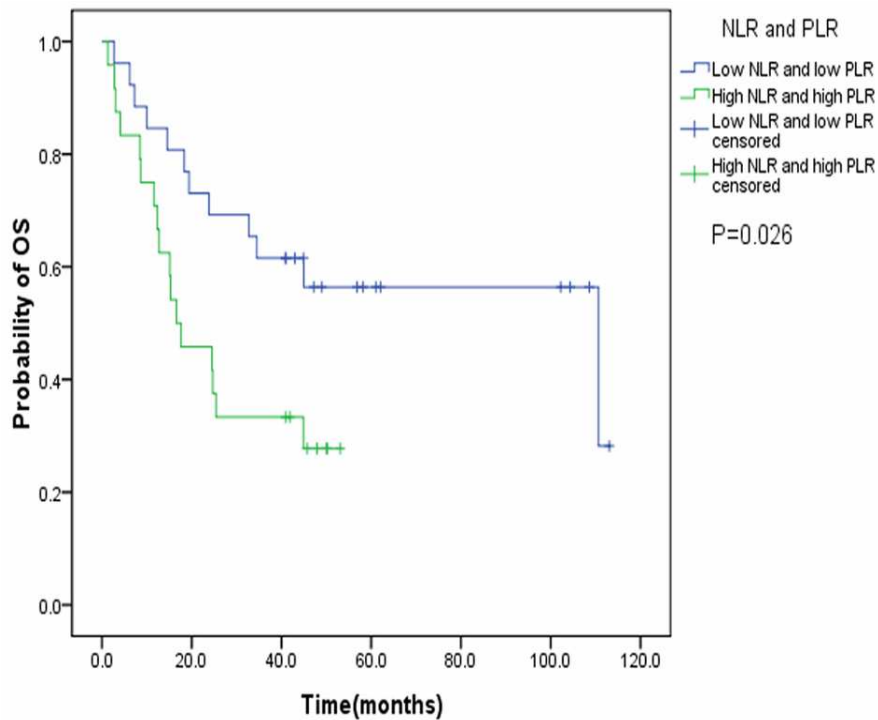 NLR and PLR
Low NLR and low PLR
High NLR and high PLR
Low NLR and low PLR
censored
High NLR and high PLR
censored
P=0.026
Probability of OS
1.0
0.8
0.6
0.4
0.2
0.0
0.0 20.0 40.0 60.0 80.0 100.0 120.0
Time(months)